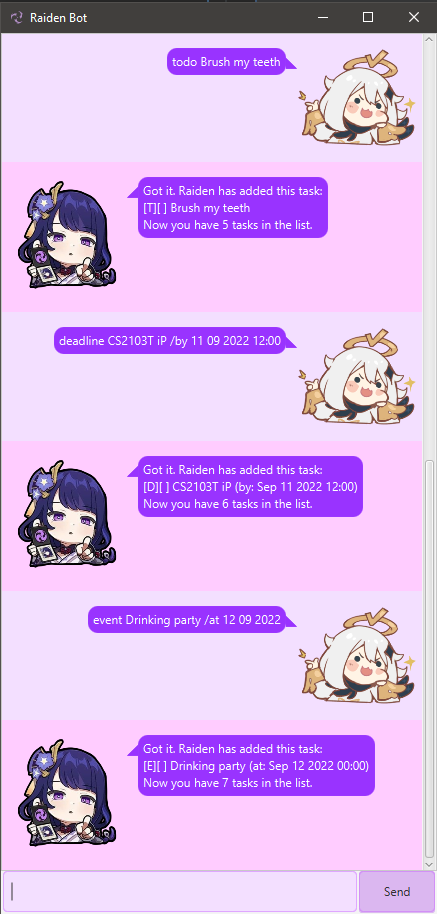 Raiden Bot
todo Brush my teeth
Got it. Raiden has added this task:
[T][ ] Brush my teeth
Now you have 5 tasks in the list.
deadline CS2103T iP /by 11 09 2022 12:00
Got it. Raiden has added this task:
[D][ ] CS2103T iP (by: Sep 11 2022 12:00)
Now you have 6 tasks in the list.
event Drinking party /at 12 09 2022
Got it. Raiden has added this task:
[E][ ] Drinking party (at: Sep 12 2022 00:00)
Now you have 7 tasks in the list.
Send